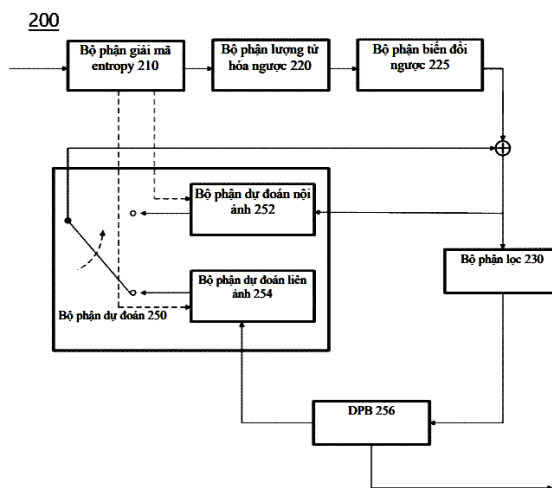 200
Bộ phận giải mã
entropy 210
Bộ phận lượng tử
hóa ngược 220
Bộ phận biến đổi
ngược 225
Bộ phận dự đoán nội
ảnh 252
Bộ phận lọc 230
Bộ phận dự đoán liên
ảnh 254
Bộ phận dự đoán 250
DPB 256